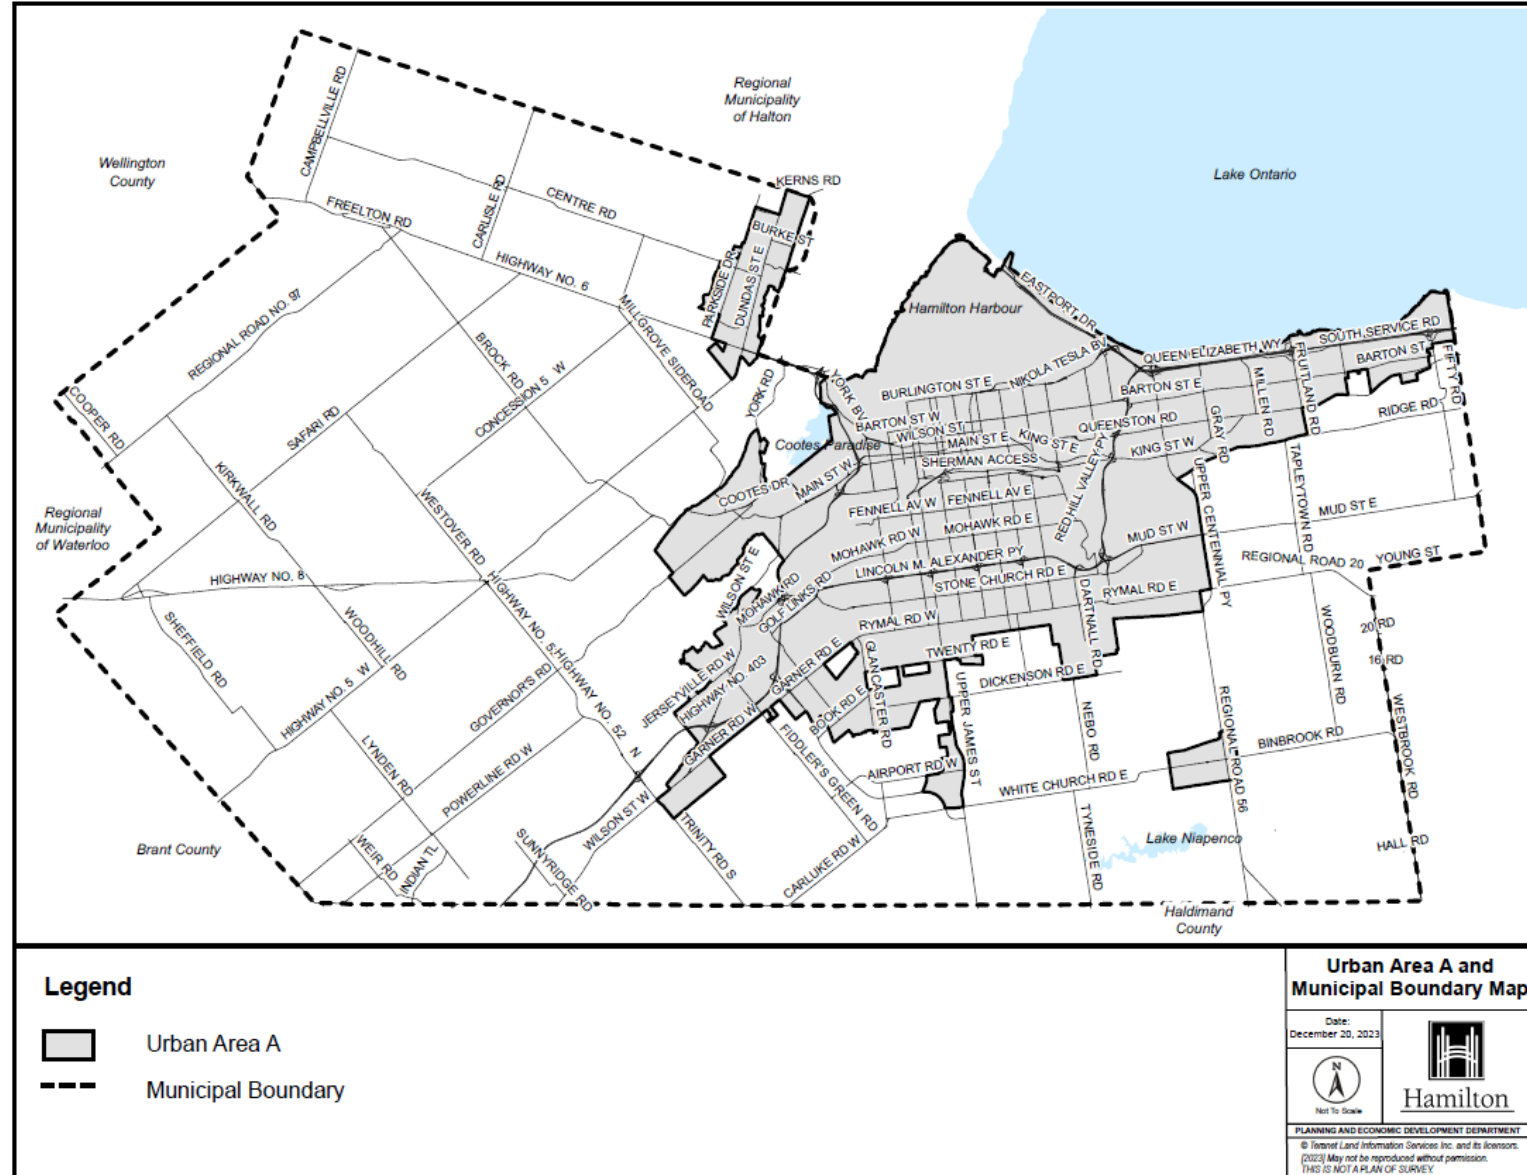 Regional
Municipality
of Halton
Wellington
County
Lake Ontario
CAMPBELLVILLE RD
KERNS RD
FREELTON RD
CARLISLE RD
CENTRE RD
BURKE ST
HIGHWAY NO. 6
PARKSIDE DR
DUNDAS ST E
EASTPORT DR
Hamilton Harbour
REGIONAL ROAD NO. 97
MILLGROVE SIDEROAD
BROCK RD
CONCESSION 5 W
SOUTH SERVICE RD
QUEEN ELIZABETH WY
BARTON ST
NIKOLA TESLA BV
BURLINGTON ST E
FRUITLAND RD
FIFTY RD
YORK RD
YORK BV
BARTON ST E
MILLEN RD
COOPER RD
SAFARI RD
BARTON ST W
WILSON ST
MAIN ST E
KING ST E
QUEENSTON RD
GRAY RD
RIDGE RD
Cootes Paradise
SHERMAN ACCESS
KING ST W
KIRKWALL RD
WESTOVER RD
COOTES DR
MAIN ST W
FENNELL AV W
FENNELL AV E
RED HILL VALLEY PY
UPPER CENTENNIAL PY
TAPLEYTOWN RD
MUD ST E
Regional
Municipality
of Waterloo
MOHAWK RD W
MOHAWK RD E
MUD ST W
HIGHWAY NO. 8
WILSON ST E
LINCOLN M. ALEXANDER PY
REGIONAL ROAD 20
YOUNG ST
STONE CHURCH RD E
MOHAWK RD
GOLF LINKS RD
DARTNALL RD
RYMAL RD E
SHEFFIELD RD
WOODHILL RD
HIGHWAY NO. 5
HIGHWAY NO. 52 N
RYMAL RD W
WOODBURN RD
20 RD
TWENTY RD E
16 RD
HIGHWAY NO. 5 W
GOVERNOR'S RD
JERSEYVILLE RD W
HIGHWAY NO. 403
GARNER RD E
GLANCASTER RD
DICKENSON RD E
UPPER JAMES ST
BOOK RD E
GARNER RD W
NEBO RD
REGIONAL ROAD 56
WESTBROOK RD
BINBROOK RD
LYNDEN RD
POWERLINE RD W
FIDDLER'S GREEN RD
AIRPORT RD W
WHITE CHURCH RD E
WILSON ST W
TRINITY RD S
TYNESIDE RD
Brant County
WEIR RD
INDIAN TL
SUNNYRIDGE RD
CARLUKE RD W
Lake Niapenco
HALL RD
Haldimand
County
Legend
Urban Area A
Municipal Boundary
Urban Area A and
Municipal Boundary Map
Date:
December 20, 2023
N
Not To Scale
Hamilton
PLANNING AND ECONOMIC DEVELOPMENT DEPARTMENT
© Teranet Land Information Services Inc. and its licensors.
[2023] May not be reproduced without permission.
THIS IS NOT A PLAN OF SURVEY.